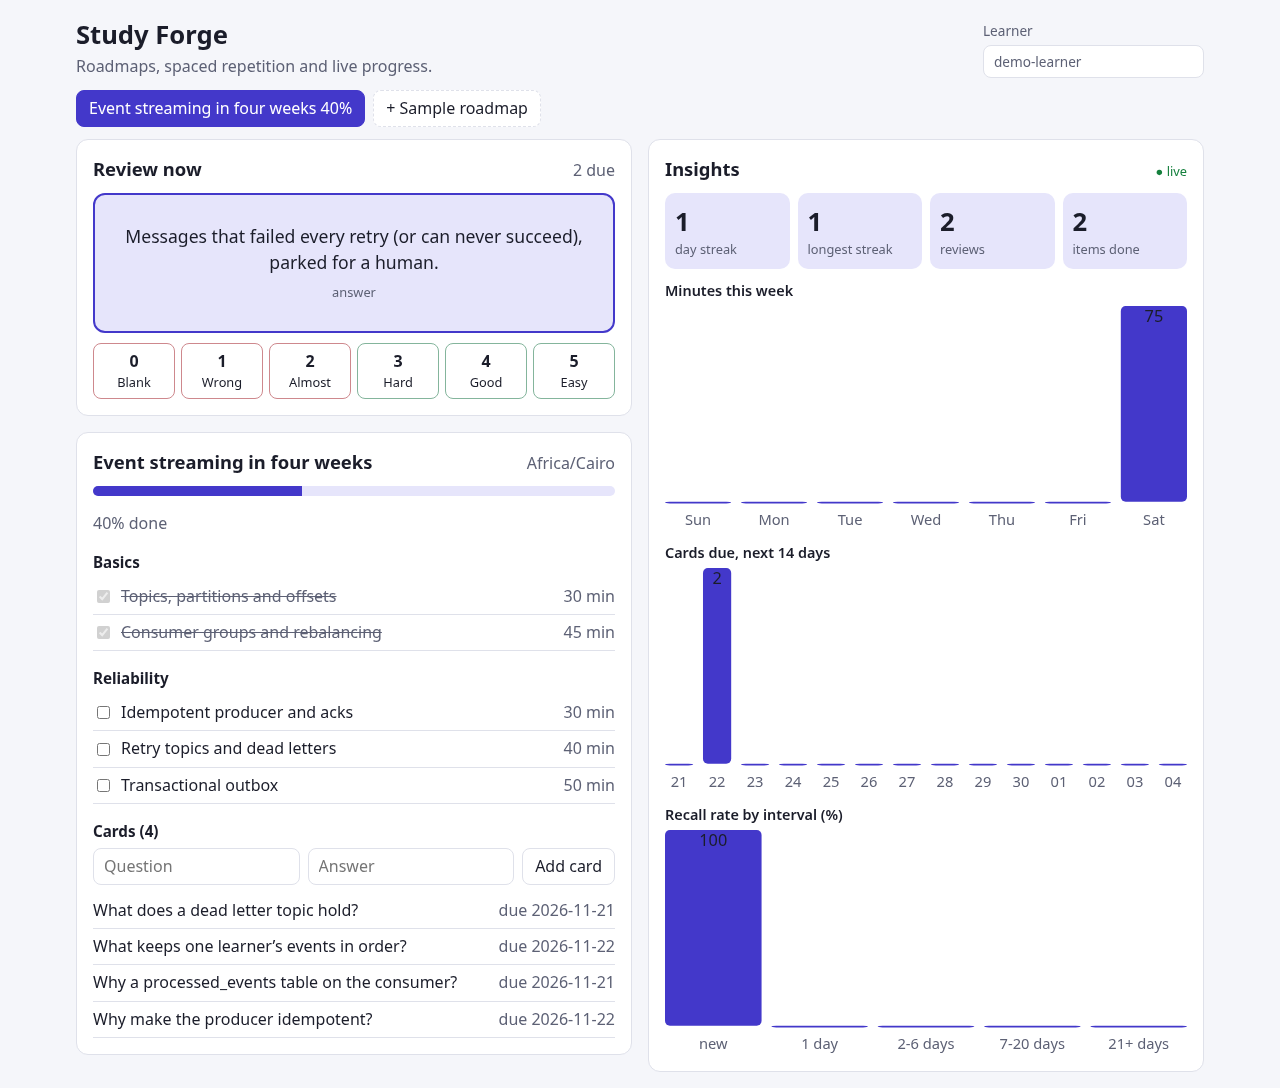 Study Forge
Roadmaps, spaced repetition and live progress.
Learner
demo-learner
Event streaming in four weeks 40%
+ Sample roadmap
Review now
2 due
Messages that failed every retry (or can never succeed),
parked for a human.
answer
0
Blank
1
Wrong
2
Almost
3
Hard
4
Good
5
Easy
Event streaming in four weeks
Africa/Cairo
40% done
Basics
Topics, partitions and offsets
30 min
Consumer groups and rebalancing
45 min
Reliability
Idempotent producer and acks
30 min
Retry topics and dead letters
40 min
Transactional outbox
50 min
Cards (4)
Question
Answer
Add card
What does a dead letter topic hold?
due 2026-11-21
What keeps one learner’s events in order?
due 2026-11-22
Why a processed_events table on the consumer?
due 2026-11-21
Why make the producer idempotent?
due 2026-11-22
Insights
● live
1
day streak
1
longest streak
2
reviews
2
items done
Minutes this week
75
Sun Mon Tue Wed Thu Fri Sat
Cards due, next 14 days
2
21 22 23 24 25 26 27 28 29 30 01 02 03 04
Recall rate by interval (%)
100
new 1 day 2-6 days 7-20 days 21+ days